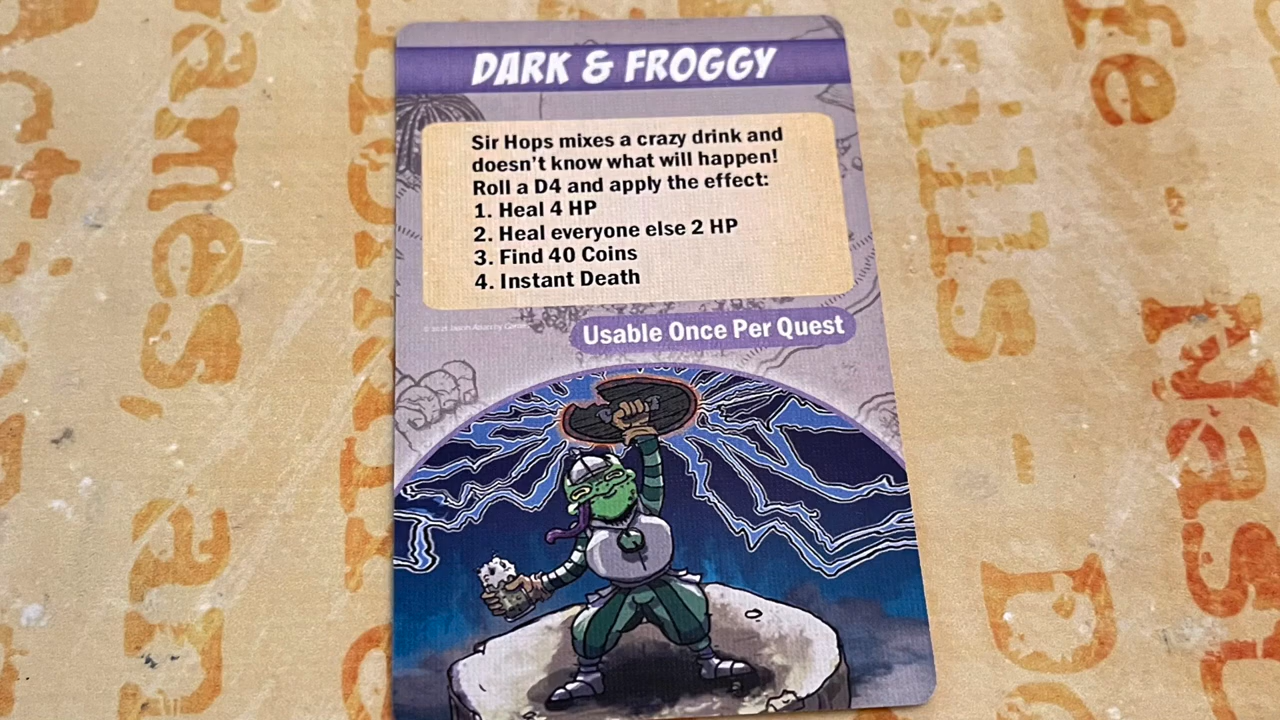 DARK & FROGGY
Sir Hops mixes a crazy drink and
doesn't know what will happen!
Roll a D4 and apply the effect:
1. Heal 4 HP
2. Heal everyone else 2 HP
3. Find 40 Coins
4. Instant Death
Usable Once Per Quest